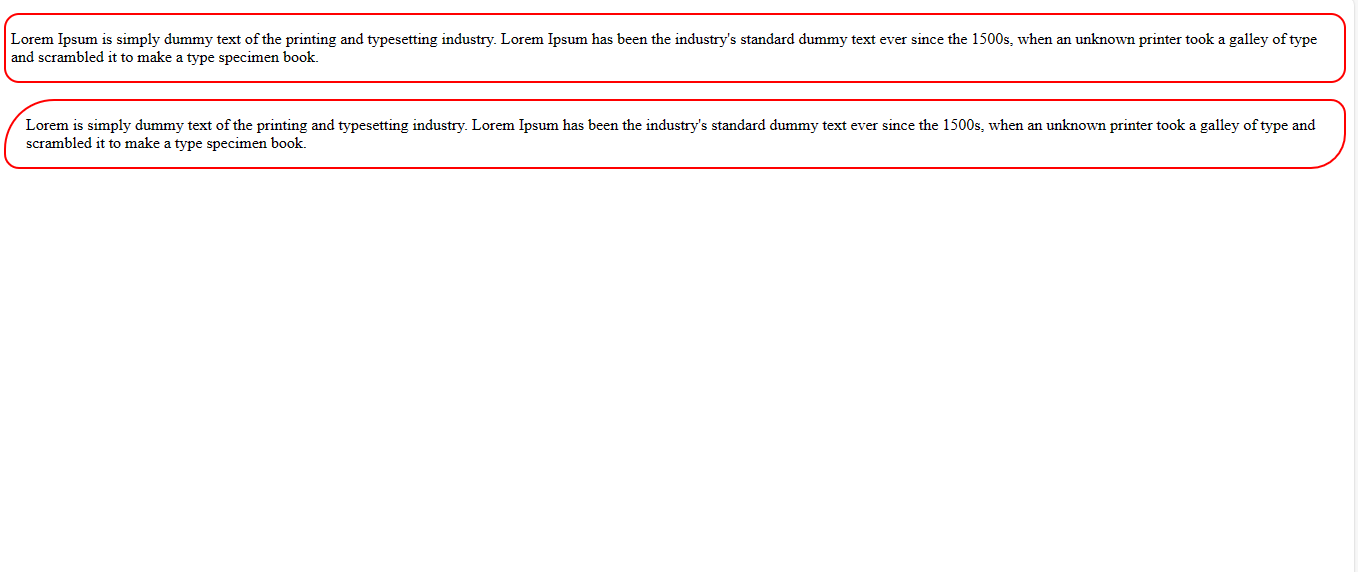 Lorem Ipsum is simply dummy text of the printing and typesetting industry. Lorem Ipsum has been the industry's standard dummy text ever since the 1500s, when an unknown printer took a galley of type
and scrambled it to make a type specimen book.
Lorem is simply dummy text of the printing and typesetting industry. Lorem Ipsum has been the industry's standard dummy text ever since the 1500s, when an unknown printer took a galley of type and
scrambled it to make a type specimen book.